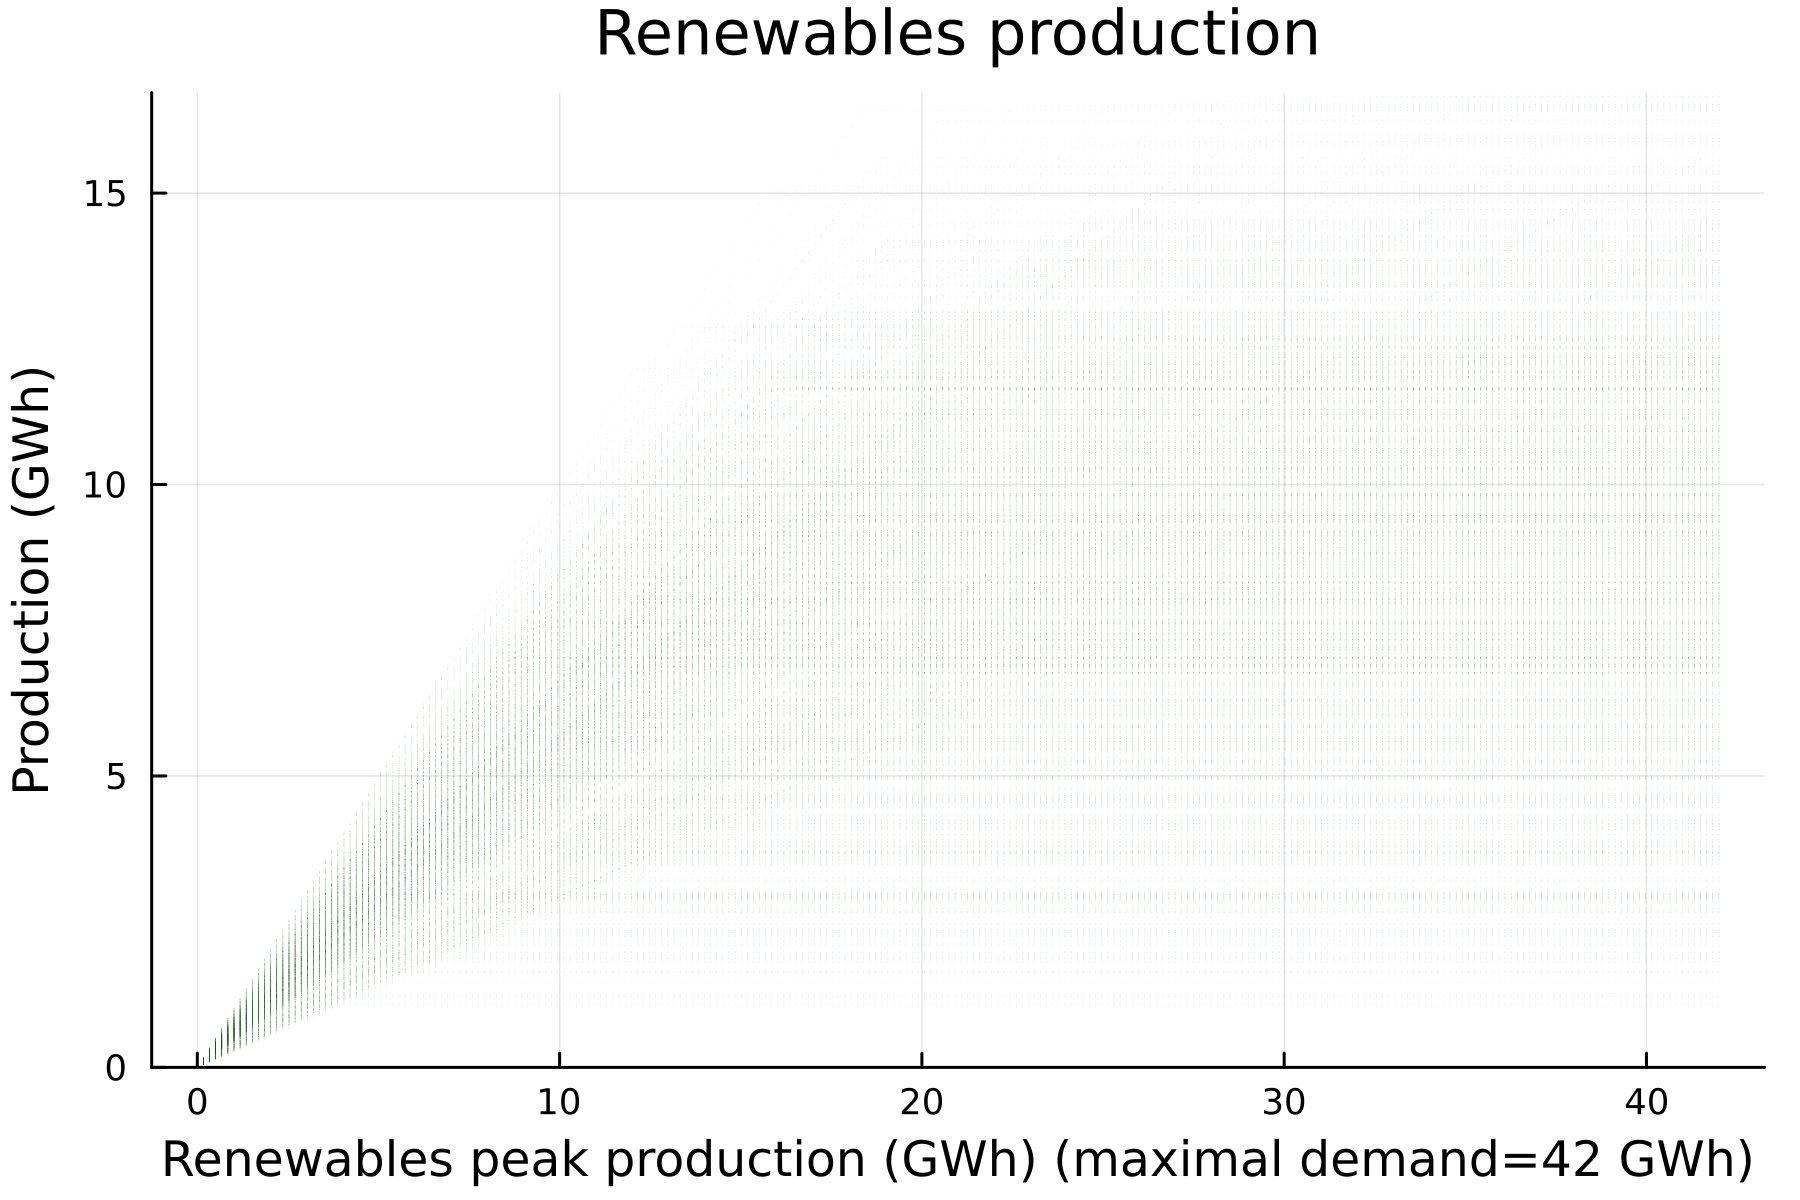 Renewables production
Production (GWh)
15
10
5
0
0 10 20 30 40
Renewables peak production (GWh) (maximal demand=42 GWh)